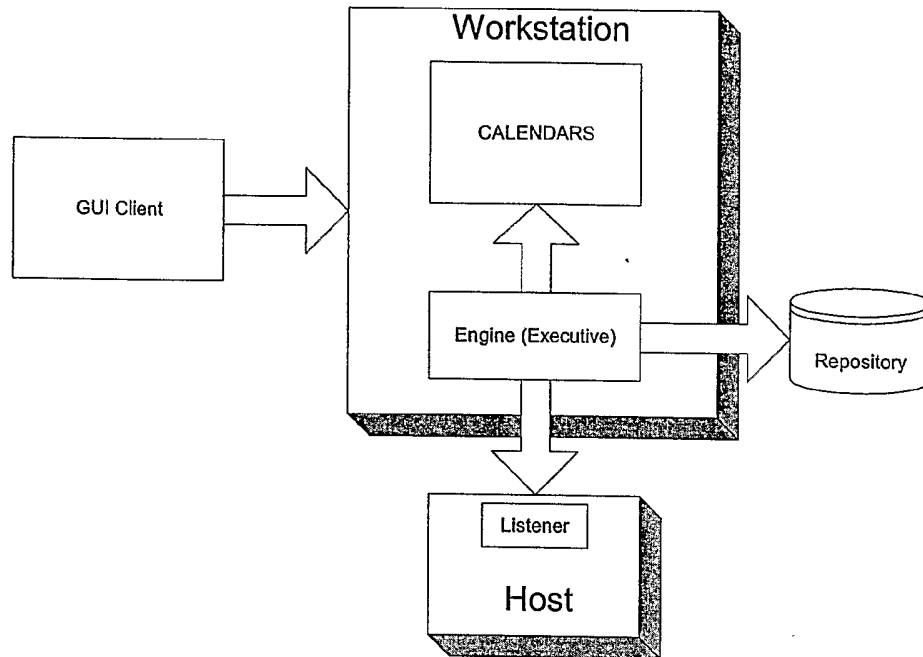 Workstation
CALENDARS
GUI Client
Engine (Executive)
Repository
Listener
Host